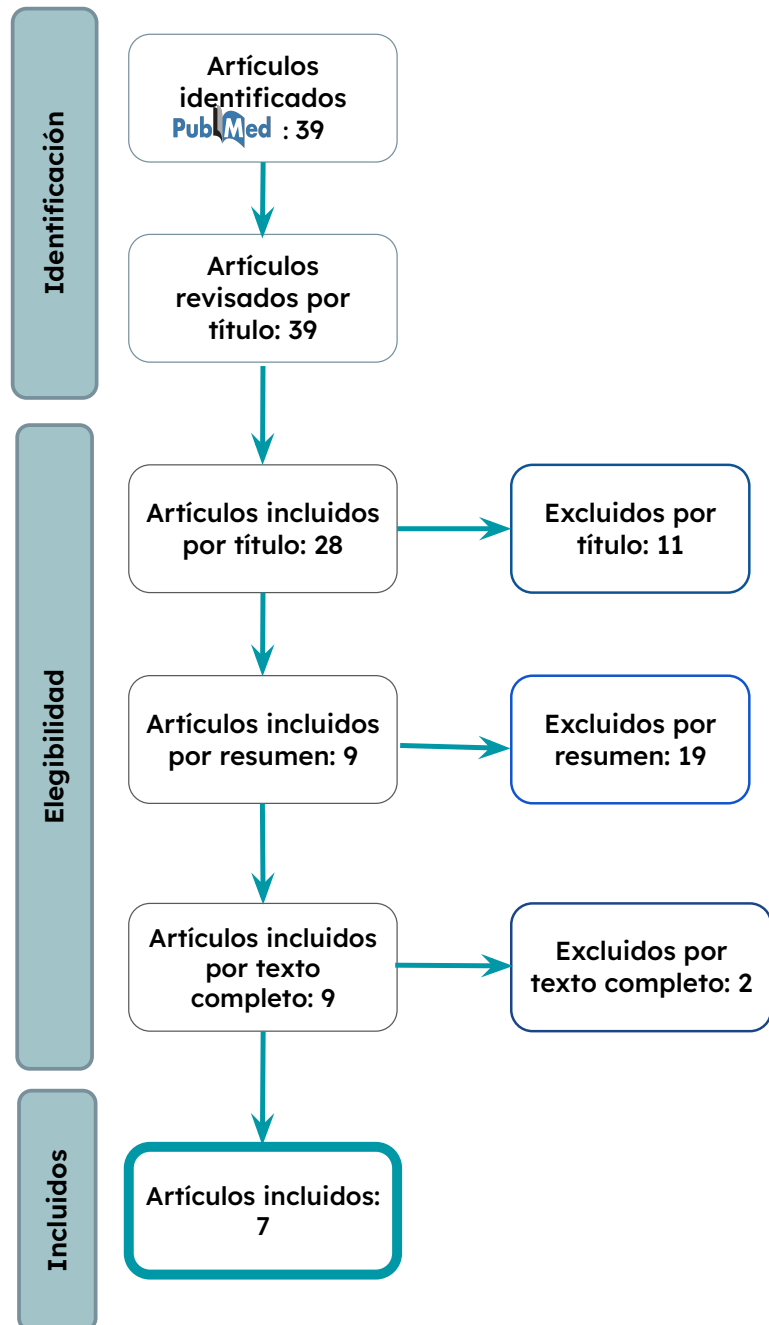 Identificación
Artículos
identificados
PubMed : 39
Artículos
revisados por
título: 39
Elegibilidad
Artículos incluidos
por título: 28
Excluidos por
título: 11
Artículos incluidos
por resumen: 9
Excluidos por
resumen: 19
Artículos incluidos
por texto
completo: 9
Excluidos por
texto completo: 2
Incluidos
Artículos incluidos:
7